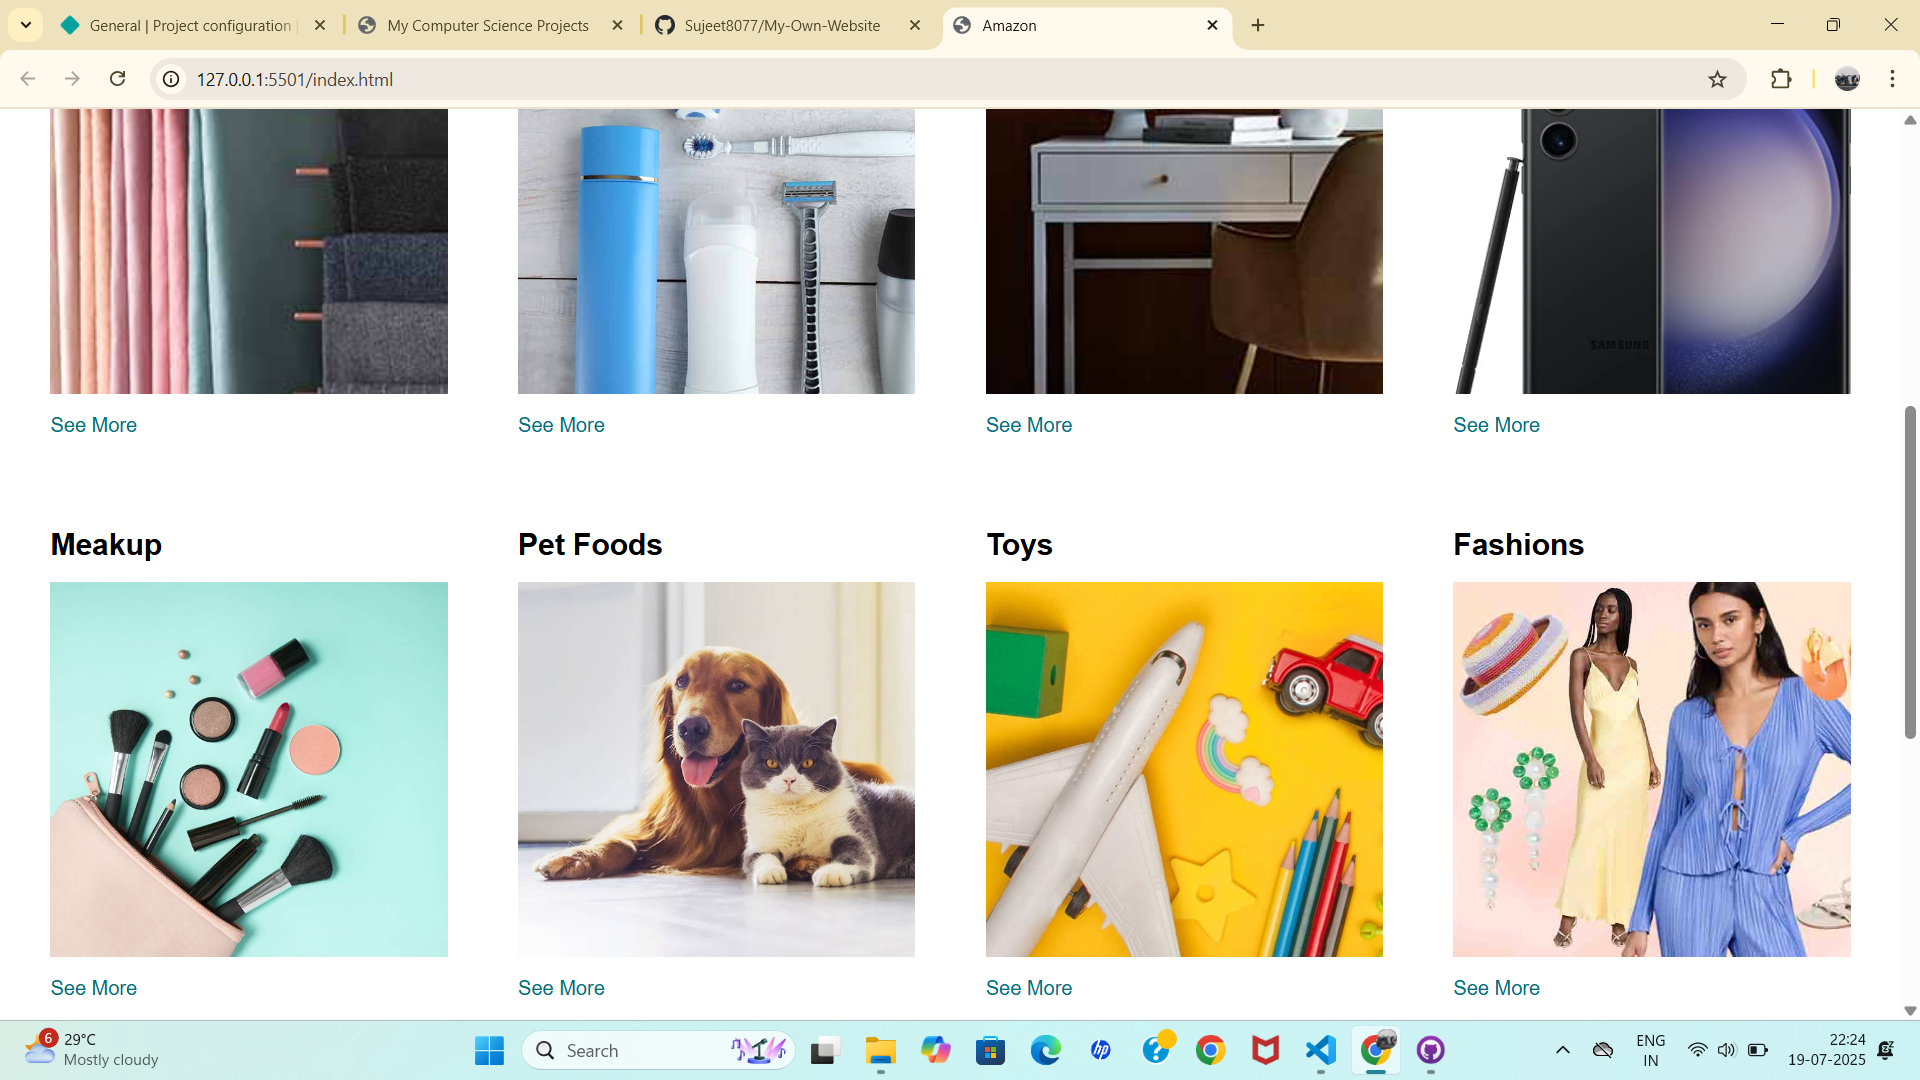 General | Project configuration
My Computer Science Projects
Sujeet8077/My-Own-Website
Amazon
127.0.0.1:5501/index.html
SAMSUNG
See More
See More
See More
See More
Meakup
Pet Foods
Toys
Fashions
See More
See More
See More
See More
6
29°C
Mostly cloudy
Search
hp
ENG
IN
22:24
19-07-2025